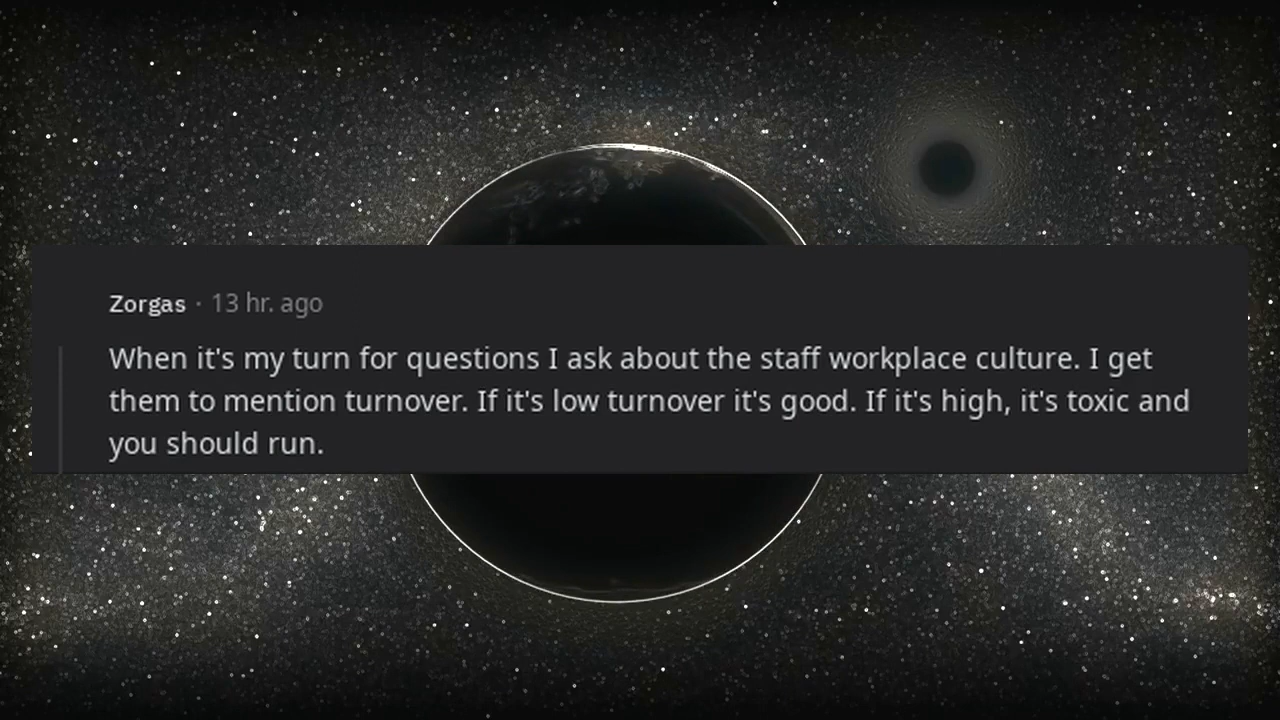 Zorgas · 13 hr. ago
When it's my turn for questions I ask about the staff workplace culture. I get
them to mention turnover. If it's low turnover it's good. If it's high, it's toxic and
you should run.